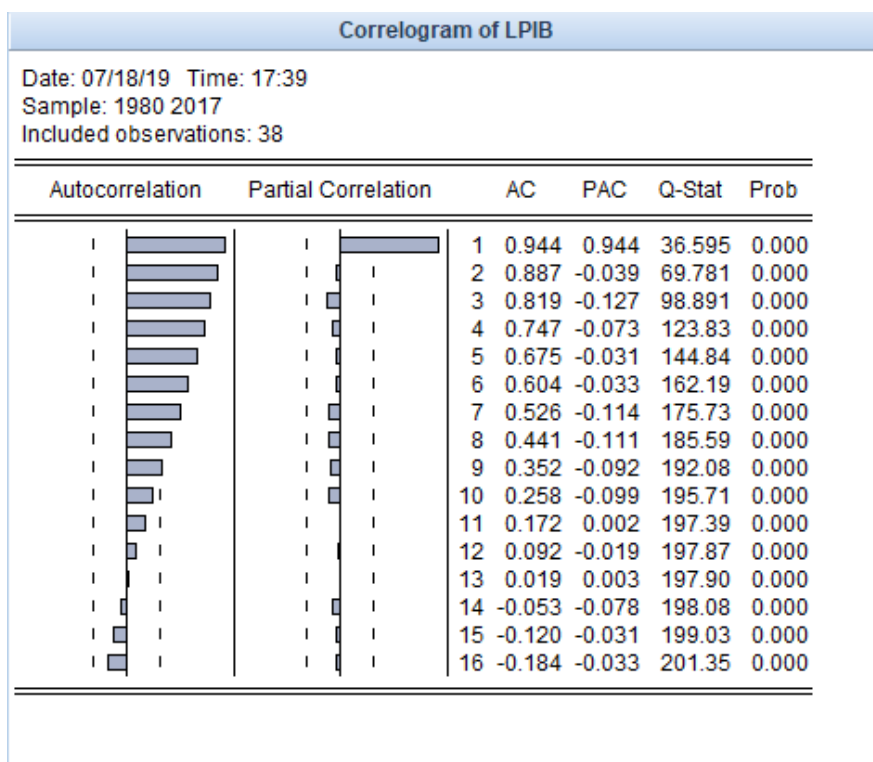 Correlogram of LPIB
Date: 07/18/19 Time: 17:39
Sample: 1980 2017
Included observations: 38
Autocorrelation Partial Correlation AC PAC Q-Stat Prob
1 0.944 0.944 36.595 0.000
2 0.887 -0.039 69.781 0.000
3 0.819 -0.127 98.891 0.000
4 0.747 -0.073 123.83 0.000
5 0.675 -0.031 144.84 0.000
6 0.604 -0.033 162.19 0.000
7 0.526 -0.114 175.73 0.000
8 0.441 -0.111 185.59 0.000
9 0.352 -0.092 192.08 0.000
10 0.258 -0.099 195.71 0.000
11 0.172 0.002 197.39 0.000
12 0.092 -0.019 197.87 0.000
13 0.019 0.003 197.90 0.000
14 -0.053 -0.078 198.08 0.000
15 -0.120 -0.031 199.03 0.000
16 -0.184 -0.033 201.35 0.000